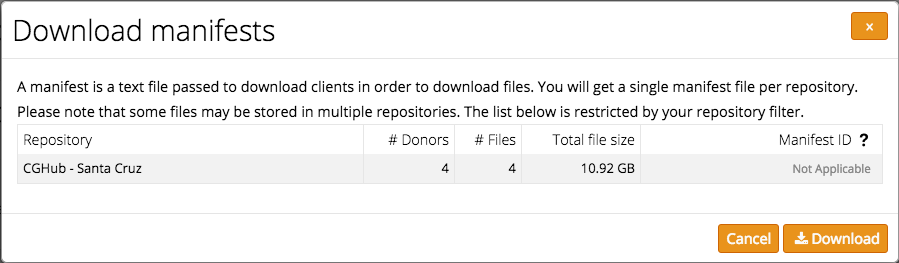 Download manifests
x
A manifest is a text file passed to download clients in order to download files. You will get a single manifest file per repository.
Please note that some files may be stored in multiple repositories. The list below is restricted by your repository filter.
Repository # Donors # Files Total file size Manifest ID ?
CGHub - Santa Cruz 4 4 10.92 GB Not Applicable
Cancel Download